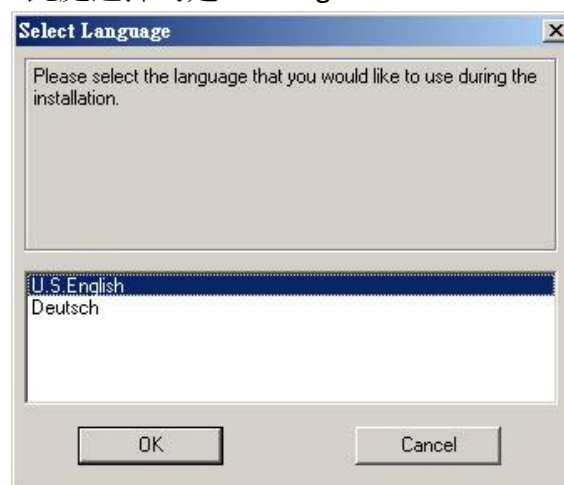 Select Language
Please select the language that you would like to use during the
installation.
U.S.English
Deutsch
OK
Cancel